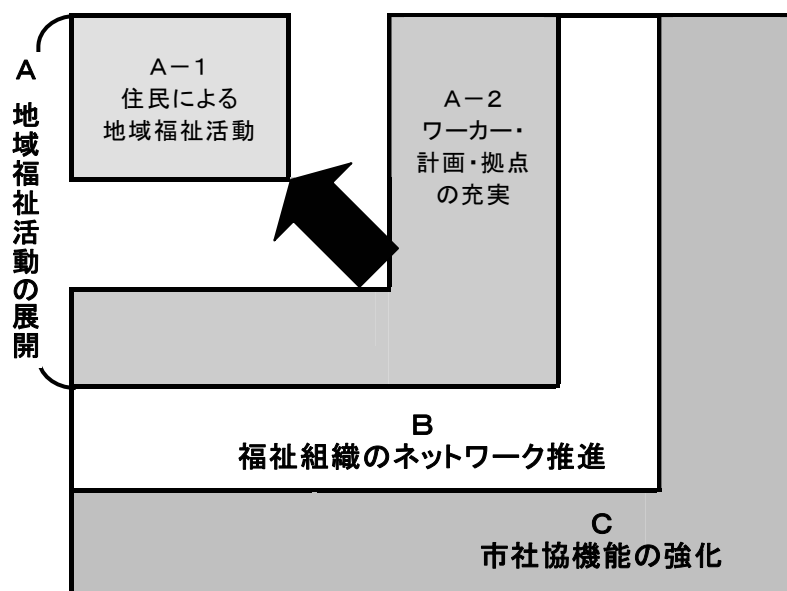 A 地域福祉活動の展開
A－1
住民による
地域福祉活動
A－2
ワーカー・
計画・拠点
の充実
B
福祉組織のネットワーク推進
C
市社協機能の強化